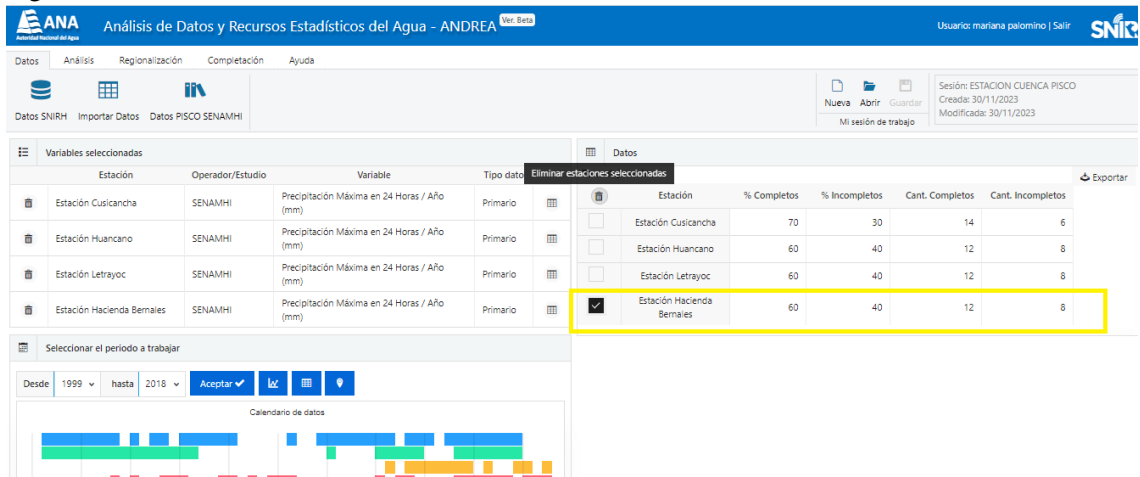 ANA
Autoridad Nacional del Agua
Análisis de Datos y Recursos Estadísticos del Agua - ANDREA Ver. Beta
Usuario: mariana palomino | Salir
SNIR
Datos Análisis Regionalización Completación Ayuda
Datos SNIRH Importar Datos Datos PISCO SENAMHI
Nueva Abrir Guardar
Mi sesión de trabajo
Sesión: ESTACION CUENCA PISCO
Creada: 30/11/2023
Modificada: 30/11/2023
Variables seleccionadas
Estación Operador/Estudio Variable Tipo dato
Estación Cusicancha SENAMHI Precipitación Máxima en 24 Horas / Año (mm) Primario
Estación Huancano SENAMHI Precipitación Máxima en 24 Horas / Año (mm) Primario
Estación Letrayoc SENAMHI Precipitación Máxima en 24 Horas / Año (mm) Primario
Estación Hacienda Bernales SENAMHI Precipitación Máxima en 24 Horas / Año (mm) Primario
Seleccionar el periodo a trabajar
Desde 1999 hasta 2018 Aceptar
Calendario de datos
Datos
Eliminar estaciones seleccionadas
Exportar
Estación % Completos % Incompletos Cant. Completos Cant. Incompletos
Estación Cusicancha 70 30 14 6
Estación Huancano 60 40 12 8
Estación Letrayoc 60 40 12 8
Estación Hacienda Bernales 60 40 12 8